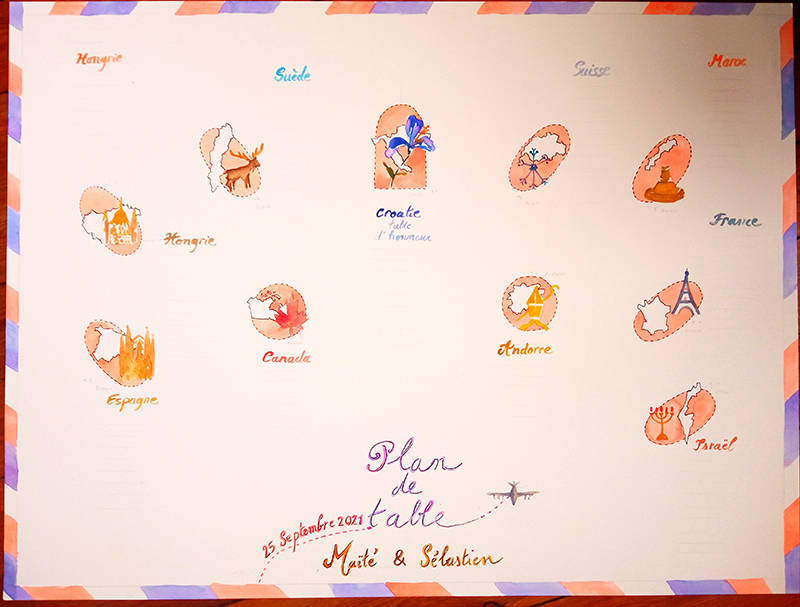 Hongrie
Suède
Suisse
Maroc
Croatie
table
d'honneur
France
Hongrie
Canada
Andorre
Espagne
Israël
Plan
de
table
25 Septembre 2021
Maïté & Sébastien